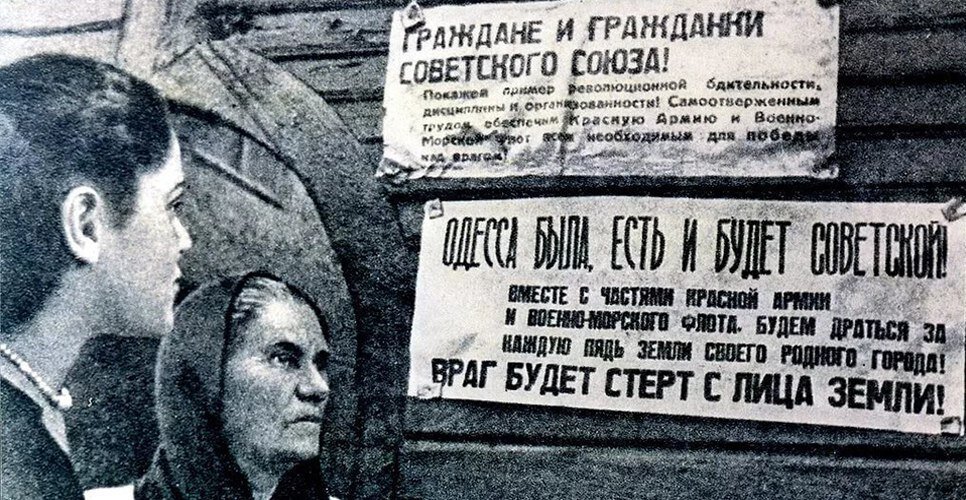 ГРАЖДАНЕ И ГРАЖДАНКИ
СОВЕТСКОГО СОЮЗА!
Покажем пример революционной бдительности,
дисциплины и организованности! Самоотверженным
трудом обеспечим Красную Армию и Военно-
Морской флот всем необходимым для победы
над врагом!
ОДЕССА БЫЛА, ЕСТЬ И БУДЕТ СОВЕТСКОЙ!
ВМЕСТЕ С ЧАСТЯМИ КРАСНОЙ АРМИИ
И ВОЕННО-МОРСКОГО ФЛОТА. БУДЕМ ДРАТЬСЯ ЗА
КАЖДУЮ ПЯДЬ ЗЕМЛИ СВОЕГО РОДНОГО ГОРОДА!
ВРАГ БУДЕТ СТЕРТ С ЛИЦА ЗЕМЛИ!